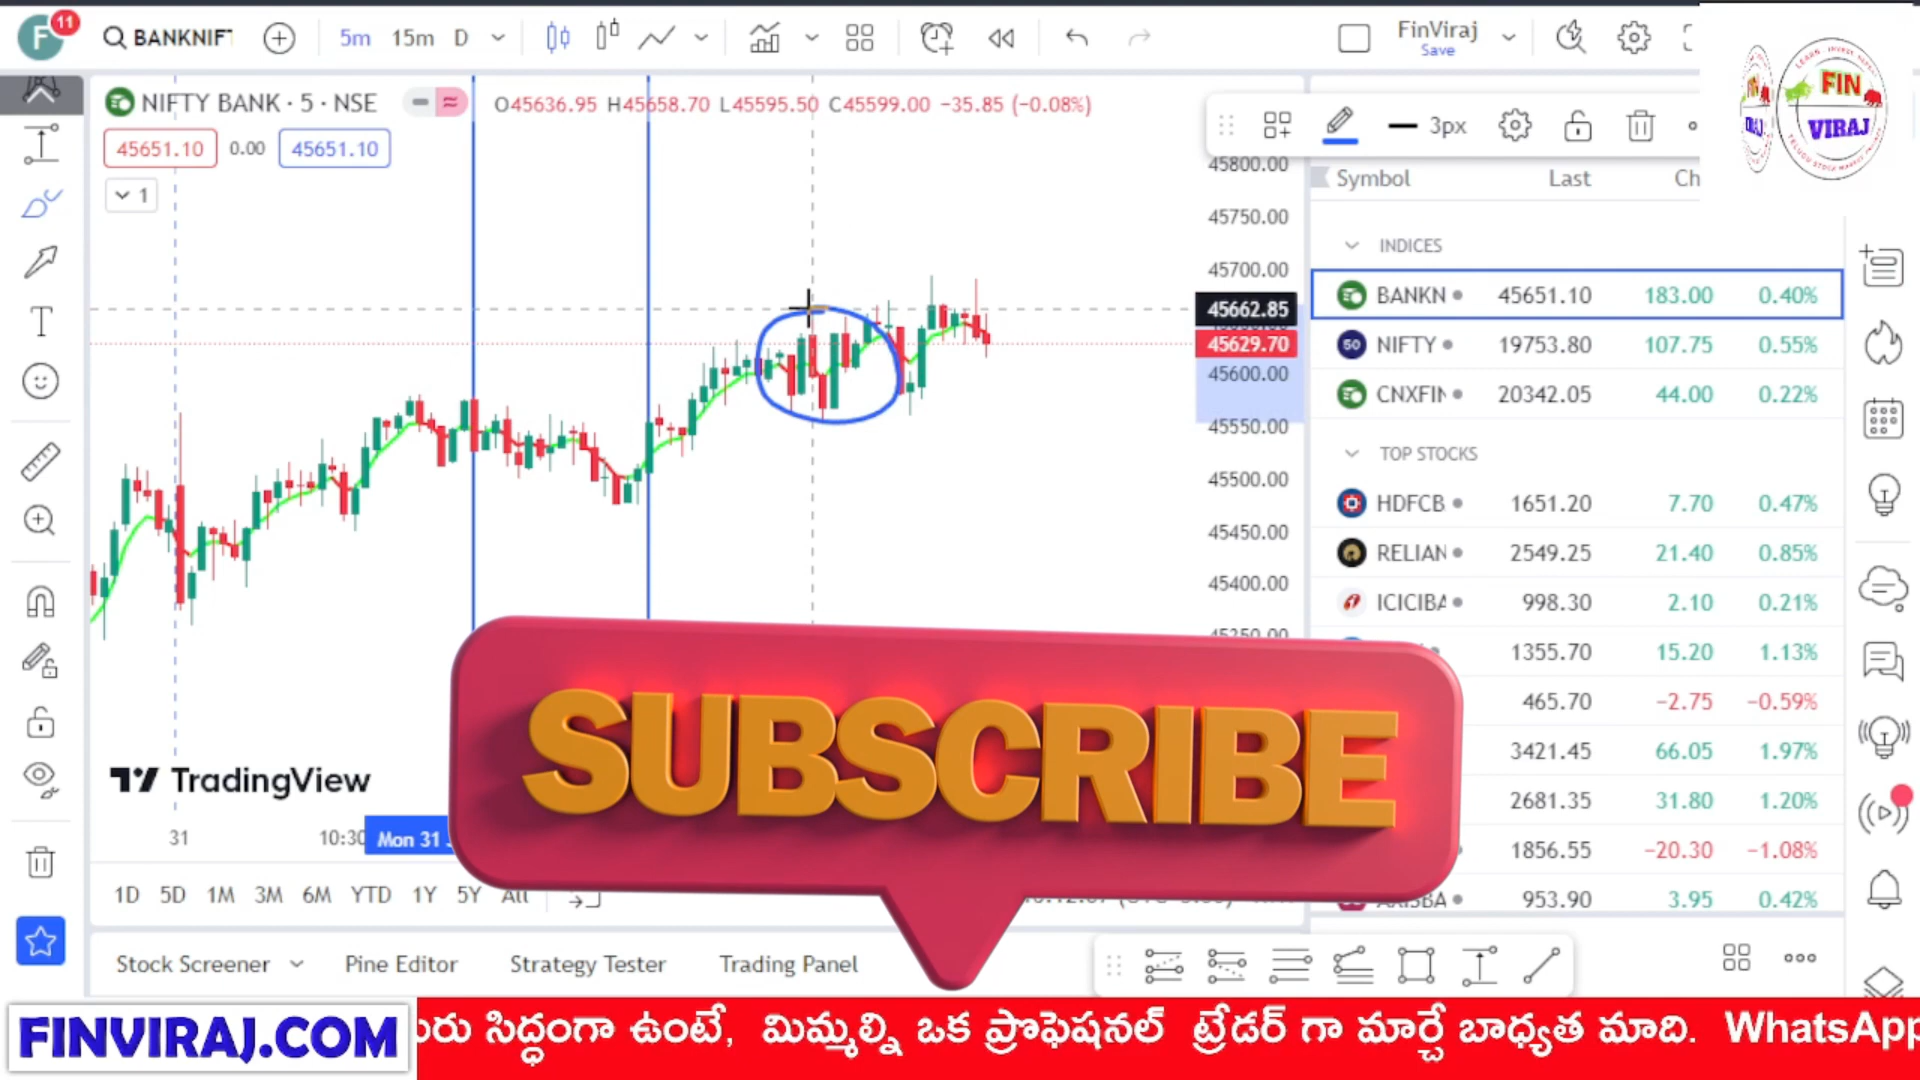 F 11 BANKNIF 5m 15m D FinViraj
Save
NIFTY BANK · 5 · NSE O45636.95 H45658.70 L45595.50 C45599.00 −35.85 (−0.08%)
45651.10 0.00 45651.10
1
3px
FIN
VIRAJ
45800.00
45750.00
45700.00
45662.85
45629.70
45600.00
45550.00
45500.00
45450.00
45400.00
Symbol Last Ch
INDICES
BANKN 45651.10 183.00 0.40%
50 NIFTY 19753.80 107.75 0.55%
CNXFIN 20342.05 44.00 0.22%
TOP STOCKS
HDFCB 1651.20 7.70 0.47%
RELIAN 2549.25 21.40 0.85%
ICICIBA 998.30 2.10 0.21%
1355.70 15.20 1.13%
465.70 −2.75 −0.59%
3421.45 66.05 1.97%
2681.35 31.80 1.20%
1856.55 −20.30 −1.08%
953.90 3.95 0.42%
SUBSCRIBE
TradingView
31 10:30 Mon 31
1D 5D 1M 3M 6M YTD 1Y 5Y All
Stock Screener Pine Editor Strategy Tester Trading Panel
FINVIRAJ.COM
సిద్ధంగా ఉంటే, మిమ్మల్ని ఒక ప్రొఫెషనల్ ట్రేడర్ గా మార్చే బాధ్యత మాది. WhatsApp